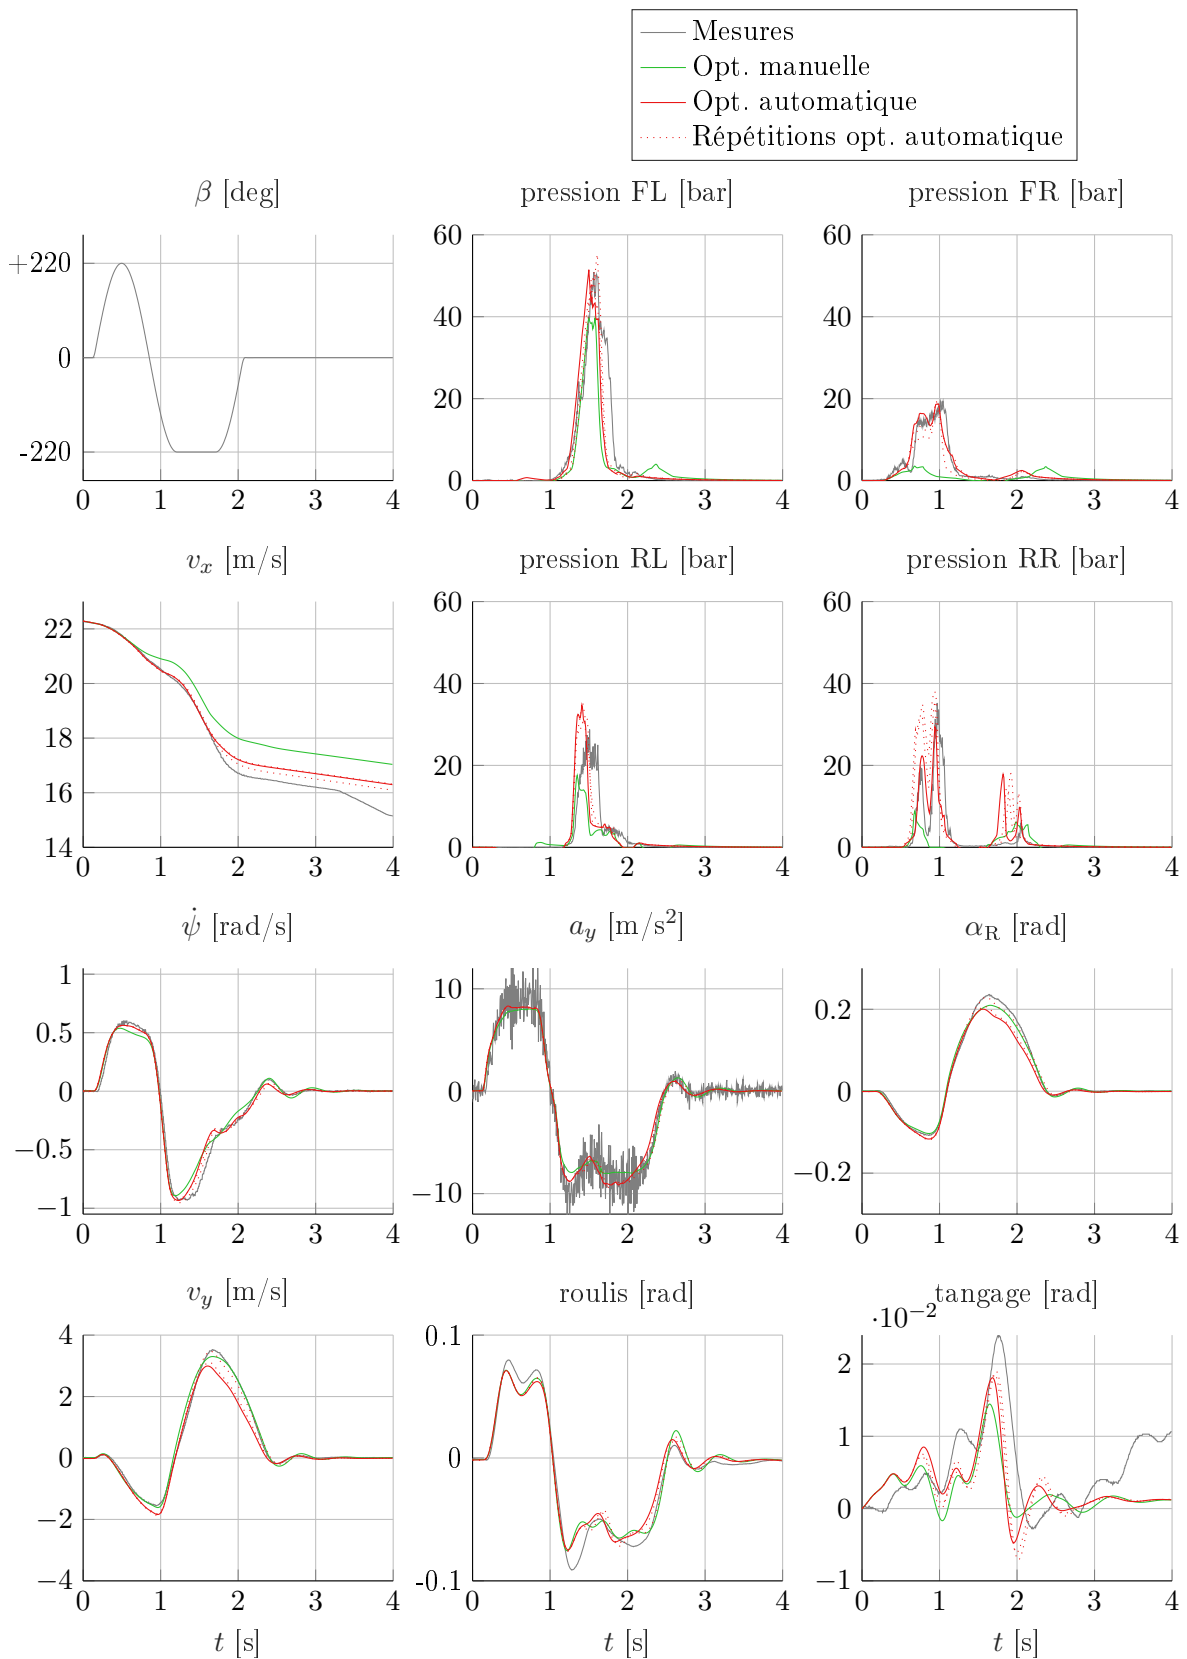 Mesures
Opt. manuelle
Opt. automatique
Répétitions opt. automatique
β [deg]
pression FL [bar]
pression FR [bar]
+220
0
-220
0 1 2 3 4
60
40
20
0
0 1 2 3 4
60
40
20
0
0 1 2 3 4
v_x [m/s]
pression RL [bar]
pression RR [bar]
22
20
18
16
14
0 1 2 3 4
60
40
20
0
0 1 2 3 4
60
40
20
0
0 1 2 3 4
ψ̇ [rad/s]
a_y [m/s²]
α_R [rad]
1
0.5
0
−0.5
−1
0 1 2 3 4
10
0
−10
0 1 2 3 4
0.2
0
−0.2
0 1 2 3 4
v_y [m/s]
roulis [rad]
tangage [rad]
4
2
0
−2
−4
0 1 2 3 4
t [s]
0.1
0
-0.1
0 1 2 3 4
t [s]
·10⁻²
2
1
0
−1
0 1 2 3 4
t [s]